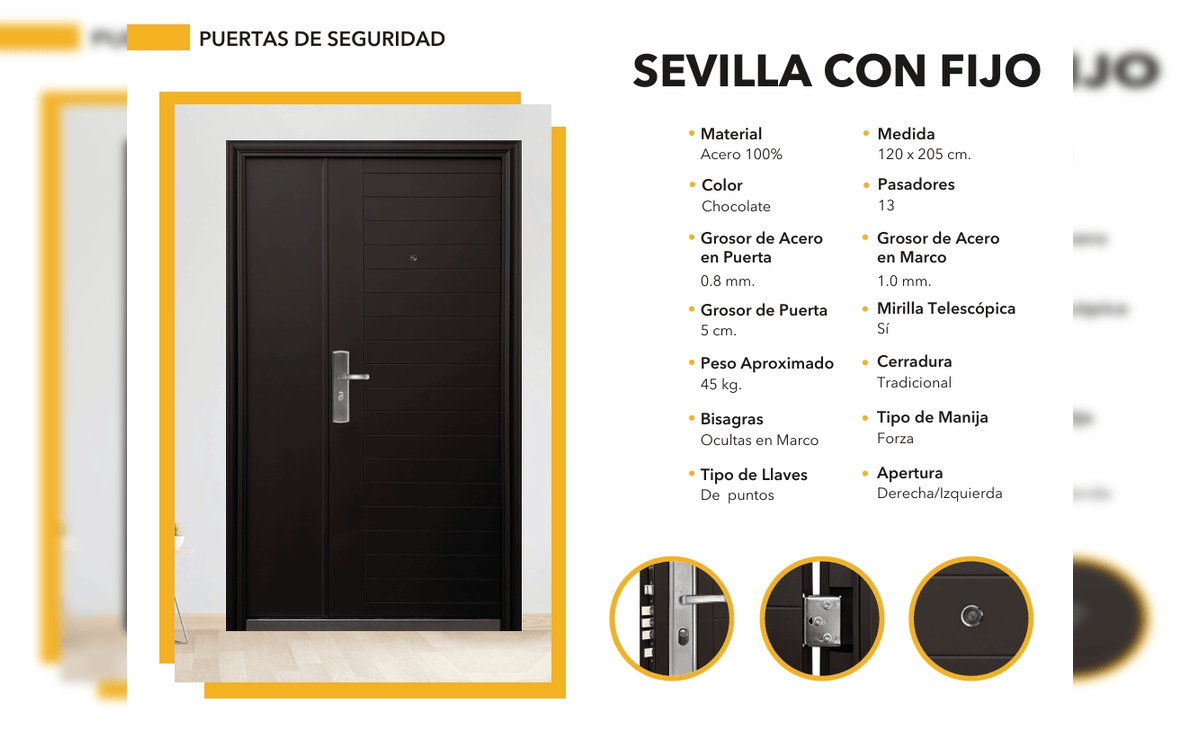 PUERTAS DE SEGURIDAD
SEVILLA CON FIJO
Material
Acero 100%
Color
Chocolate
Grosor de Acero
en Puerta
0.8 mm.
Grosor de Puerta
5 cm.
Peso Aproximado
45 kg.
Bisagras
Ocultas en Marco
Tipo de Llaves
De puntos
Medida
120 x 205 cm.
Pasadores
13
Grosor de Acero
en Marco
1.0 mm.
Mirilla Telescópica
Sí
Cerradura
Tradicional
Tipo de Manija
Forza
Apertura
Derecha/Izquierda